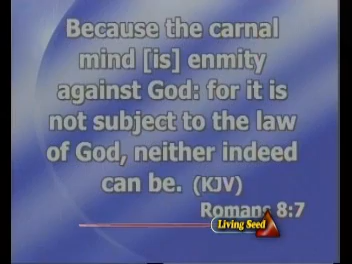 Because the carnal
mind [is] enmity
against God: for it is
not subject to the law
of God, neither indeed
can be. (KJV)
Romans 8:7
Living Seed